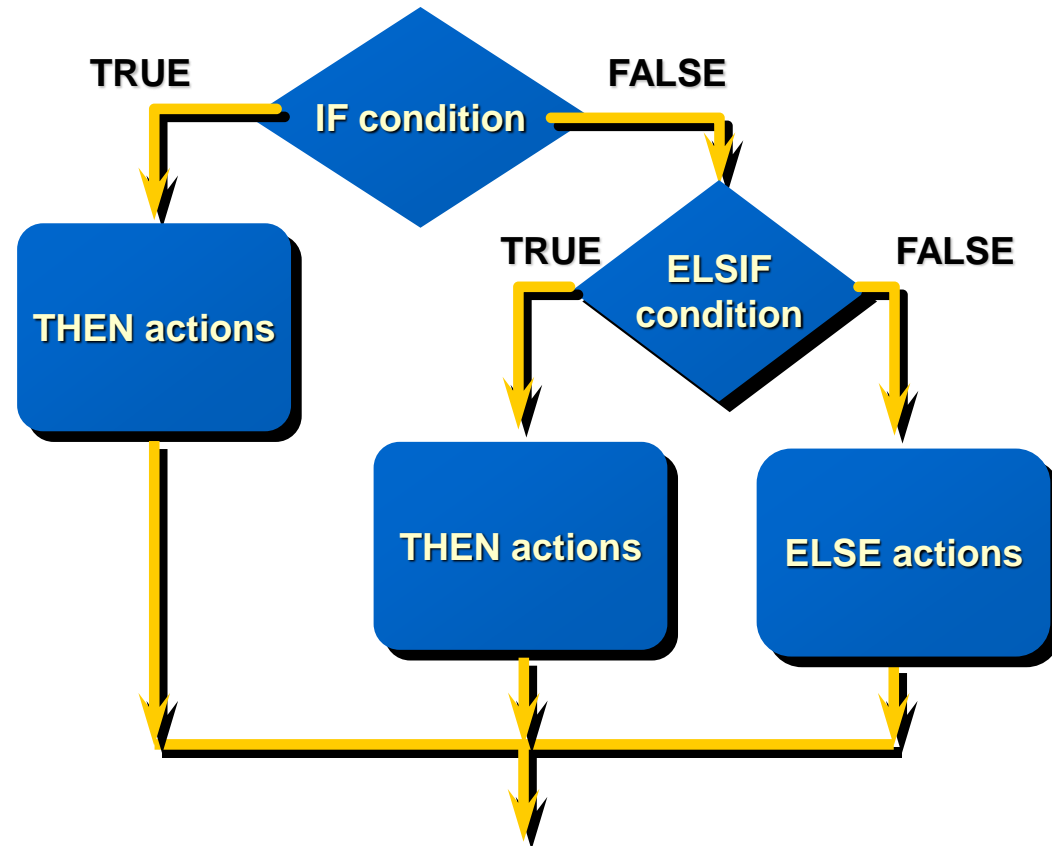 TRUE
FALSE
IF condition
TRUE
FALSE
ELSIF
condition
THEN actions
THEN actions
ELSE actions